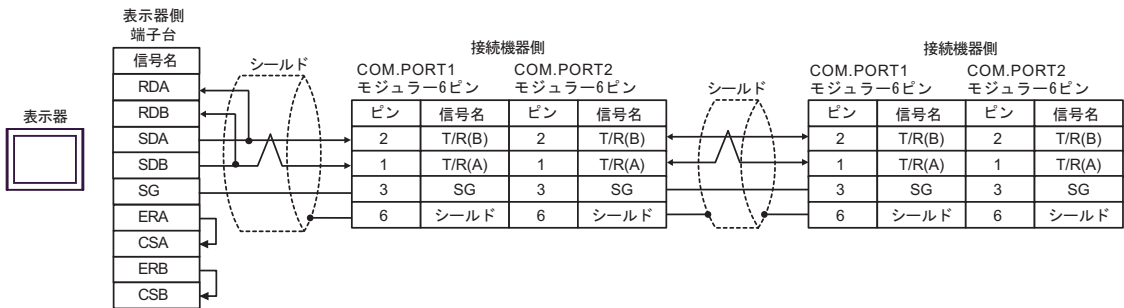 表示器
表示器側
端子台
信号名
RDA
RDB
SDA
SDB
SG
ERA
CSA
ERB
CSB
シールド
接続機器側
COM.PORT1 COM.PORT2
モジュラー6ピン モジュラー6ピン
ピン 信号名 ピン 信号名
2 T/R(B) 2 T/R(B)
1 T/R(A) 1 T/R(A)
3 SG 3 SG
6 シールド 6 シールド
シールド
接続機器側
COM.PORT1 COM.PORT2
モジュラー6ピン モジュラー6ピン
ピン 信号名 ピン 信号名
2 T/R(B) 2 T/R(B)
1 T/R(A) 1 T/R(A)
3 SG 3 SG
6 シールド 6 シールド